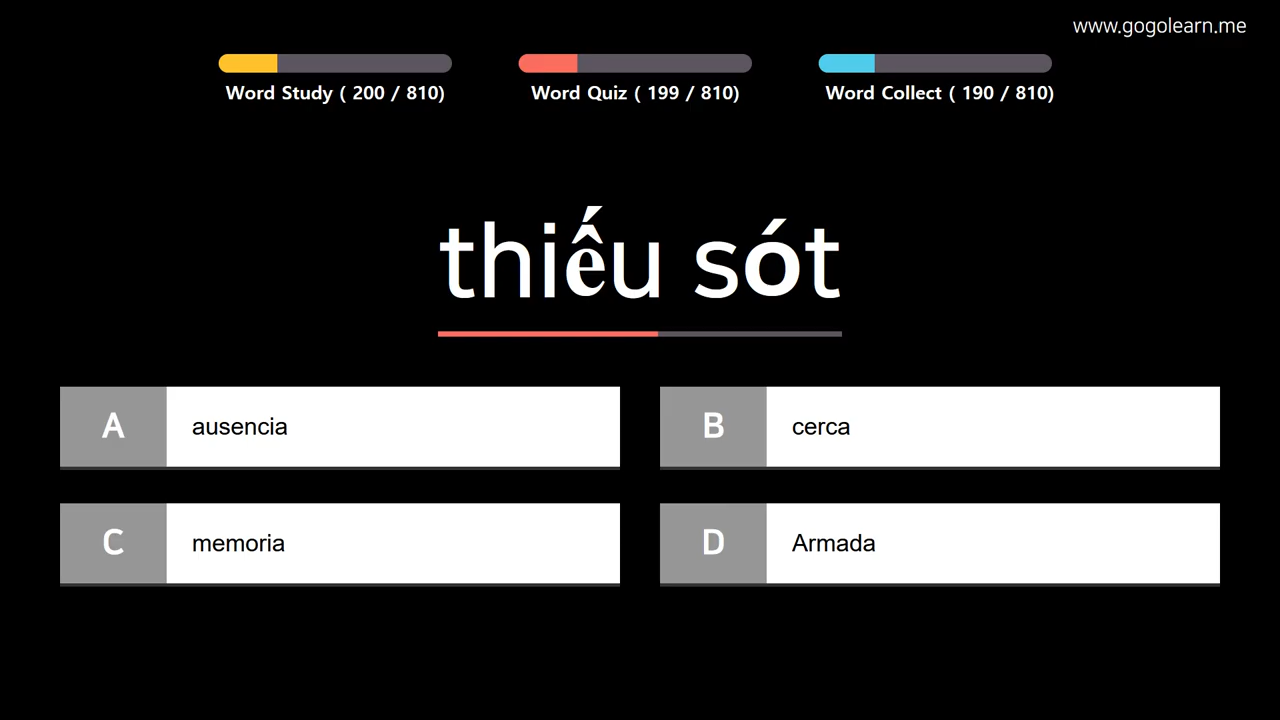 www.gogolearn.me
Word Study ( 200 / 810)
Word Quiz ( 199 / 810)
Word Collect ( 190 / 810)
thiếu sót
A ausencia
B cerca
C memoria
D Armada